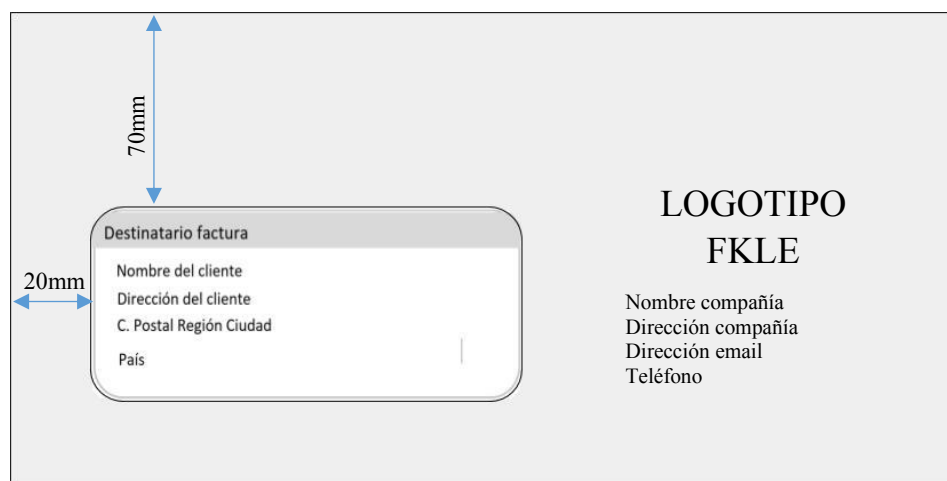 70mm
Destinatario factura
Nombre del cliente
Dirección del cliente
C. Postal Región Ciudad
País
20mm
LOGOTIPO
FKLE
Nombre compañía
Dirección compañía
Dirección email
Teléfono